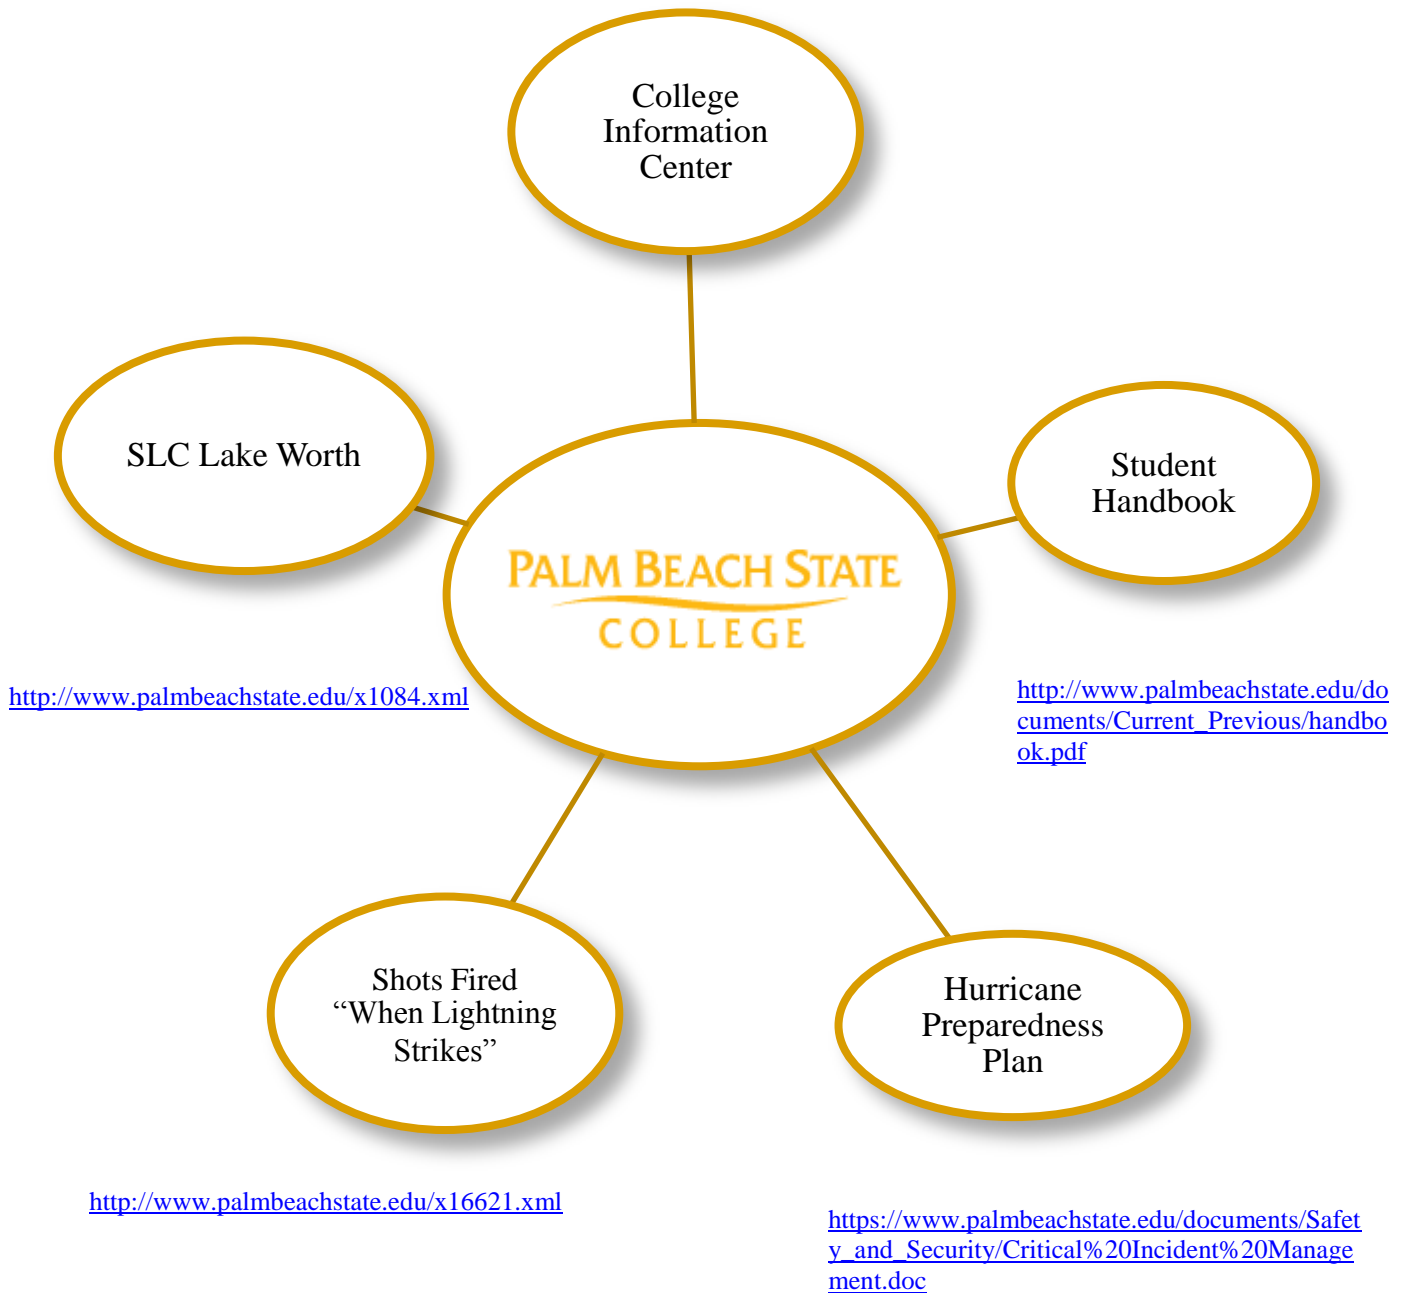 College
Information
Center
SLC Lake Worth
Student
Handbook
PALM BEACH STATE
COLLEGE
http://www.palmbeachstate.edu/x1084.xml
http://www.palmbeachstate.edu/do
cuments/Current_Previous/handbo
ok.pdf
Shots Fired
“When Lightning
Strikes”
Hurricane
Preparedness
Plan
http://www.palmbeachstate.edu/x16621.xml
https://www.palmbeachstate.edu/documents/Safet
y_and_Security/Critical%20Incident%20Manage
ment.doc